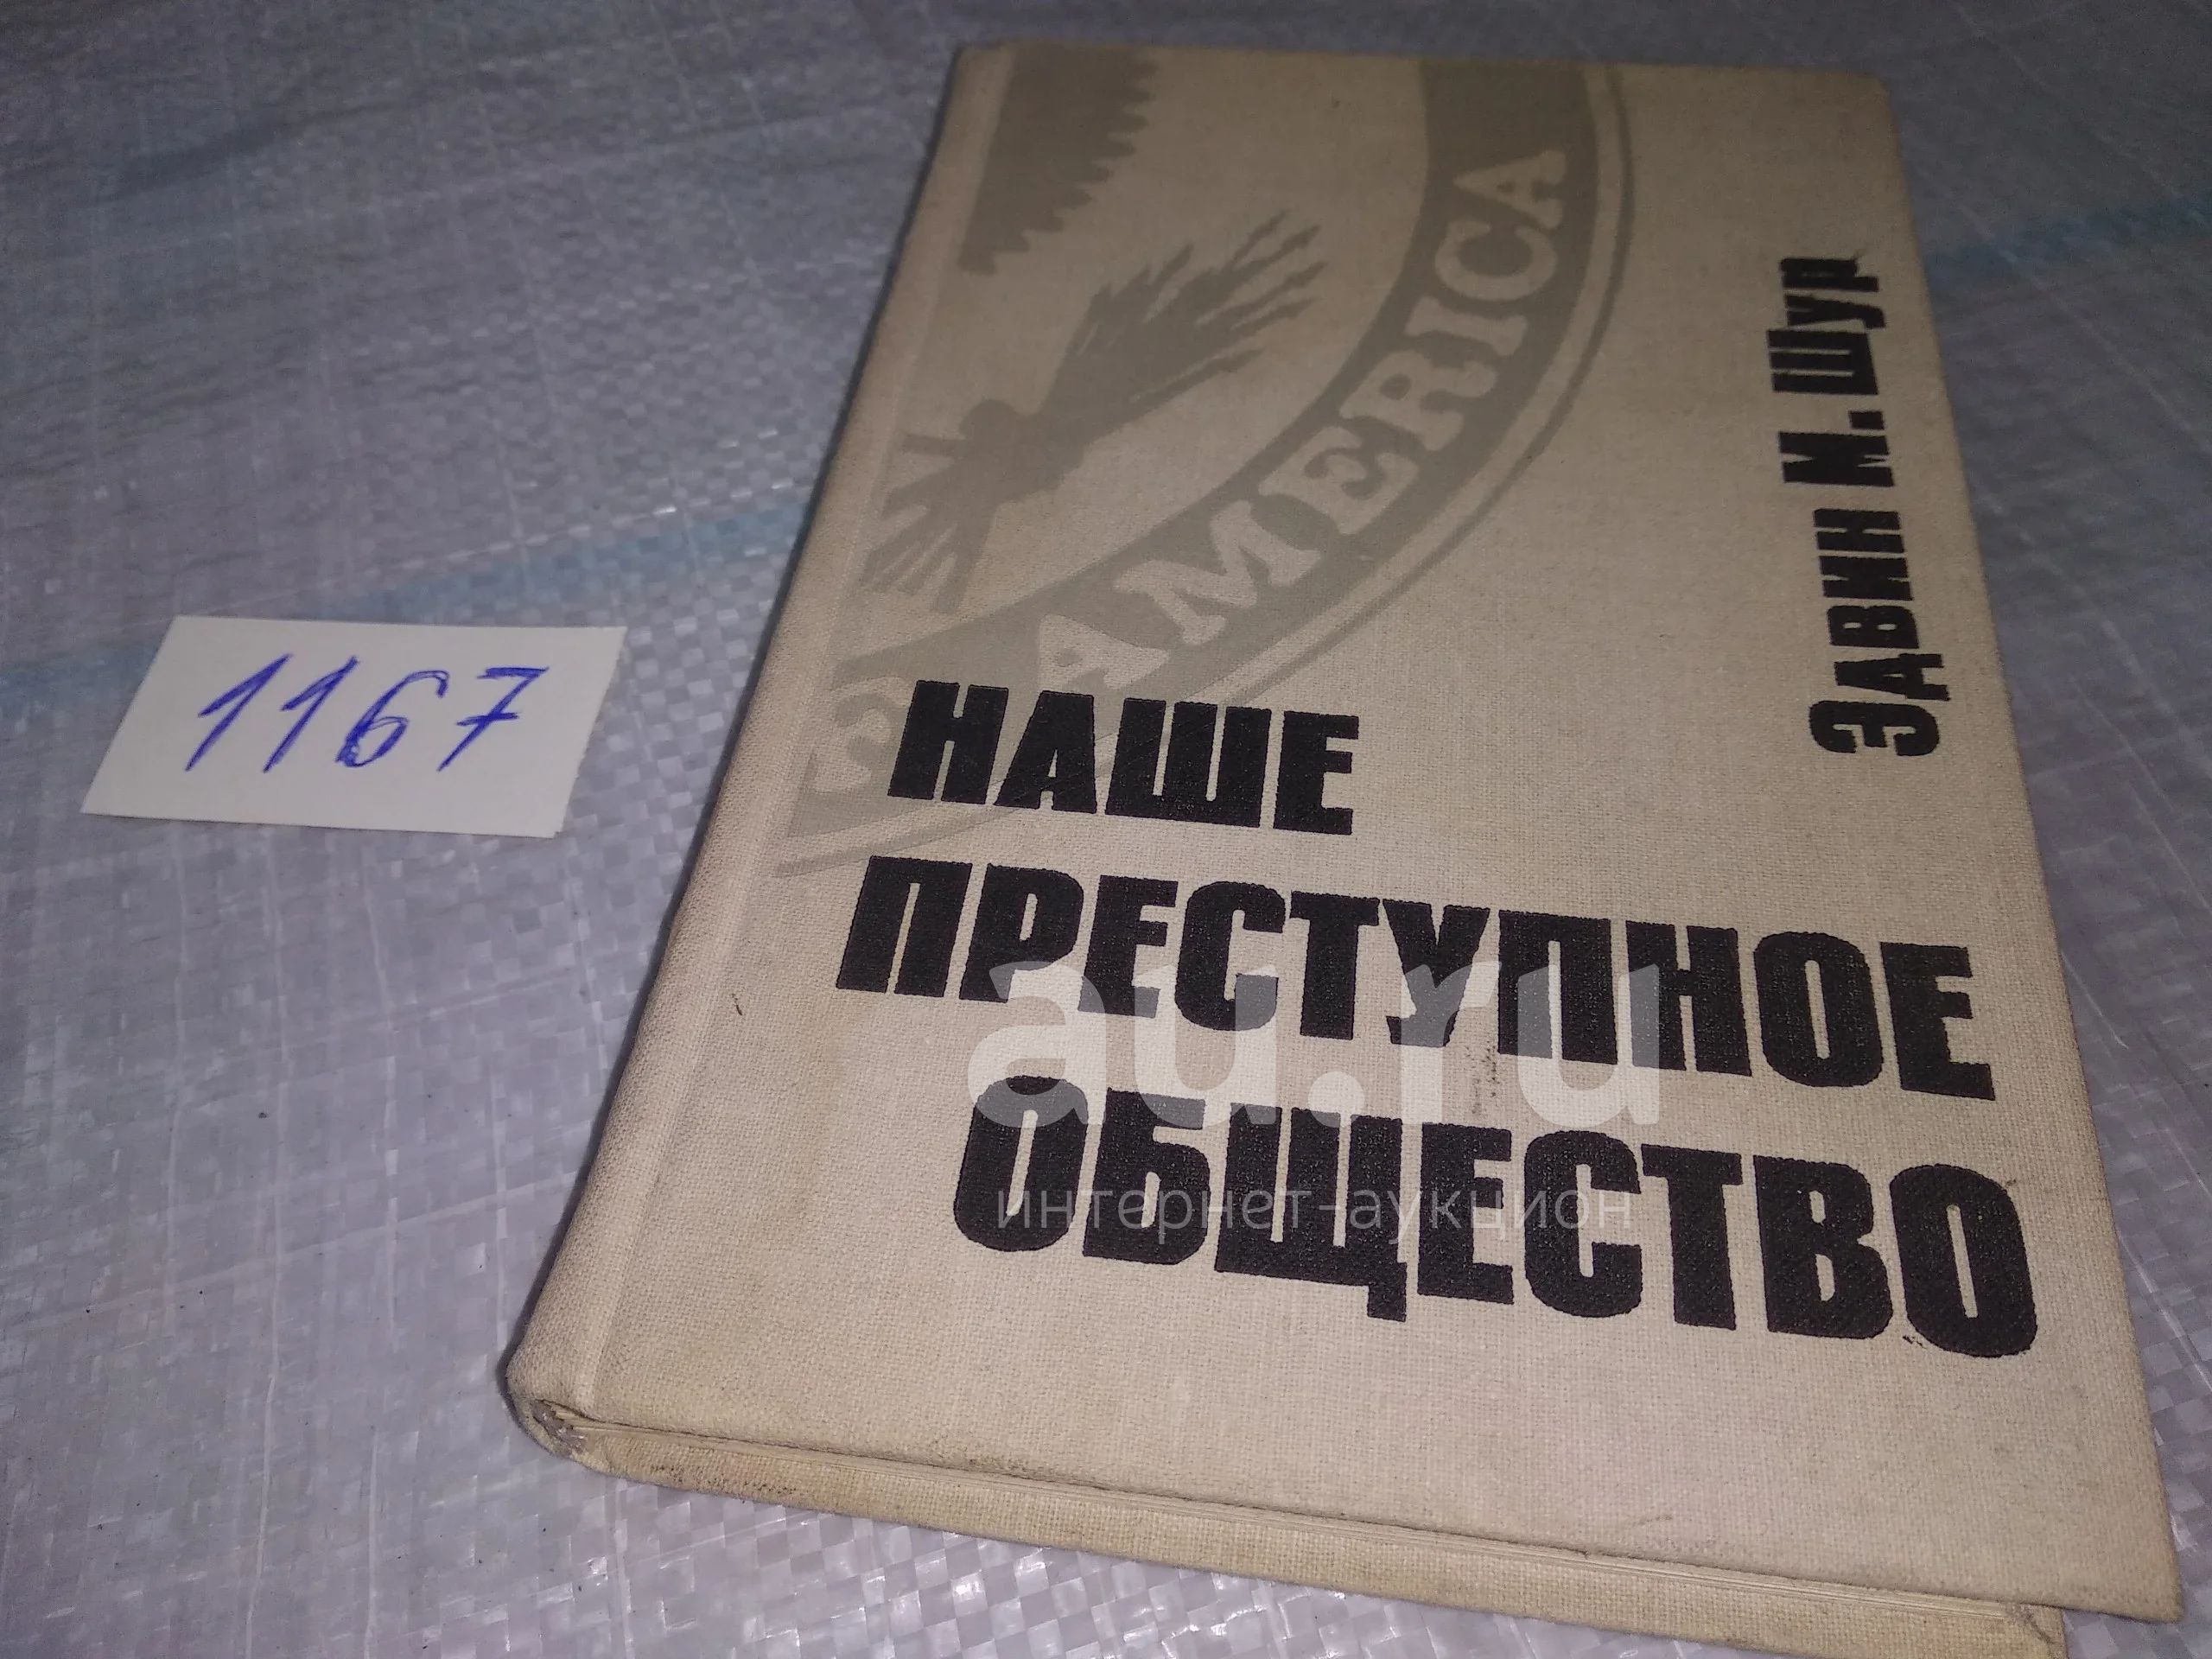 1167
AMERICA
Эдвин М. Шур
НАШЕ
ПРЕСТУПНОЕ
ОБЩЕСТВО
au.ru
интернет-аукцион